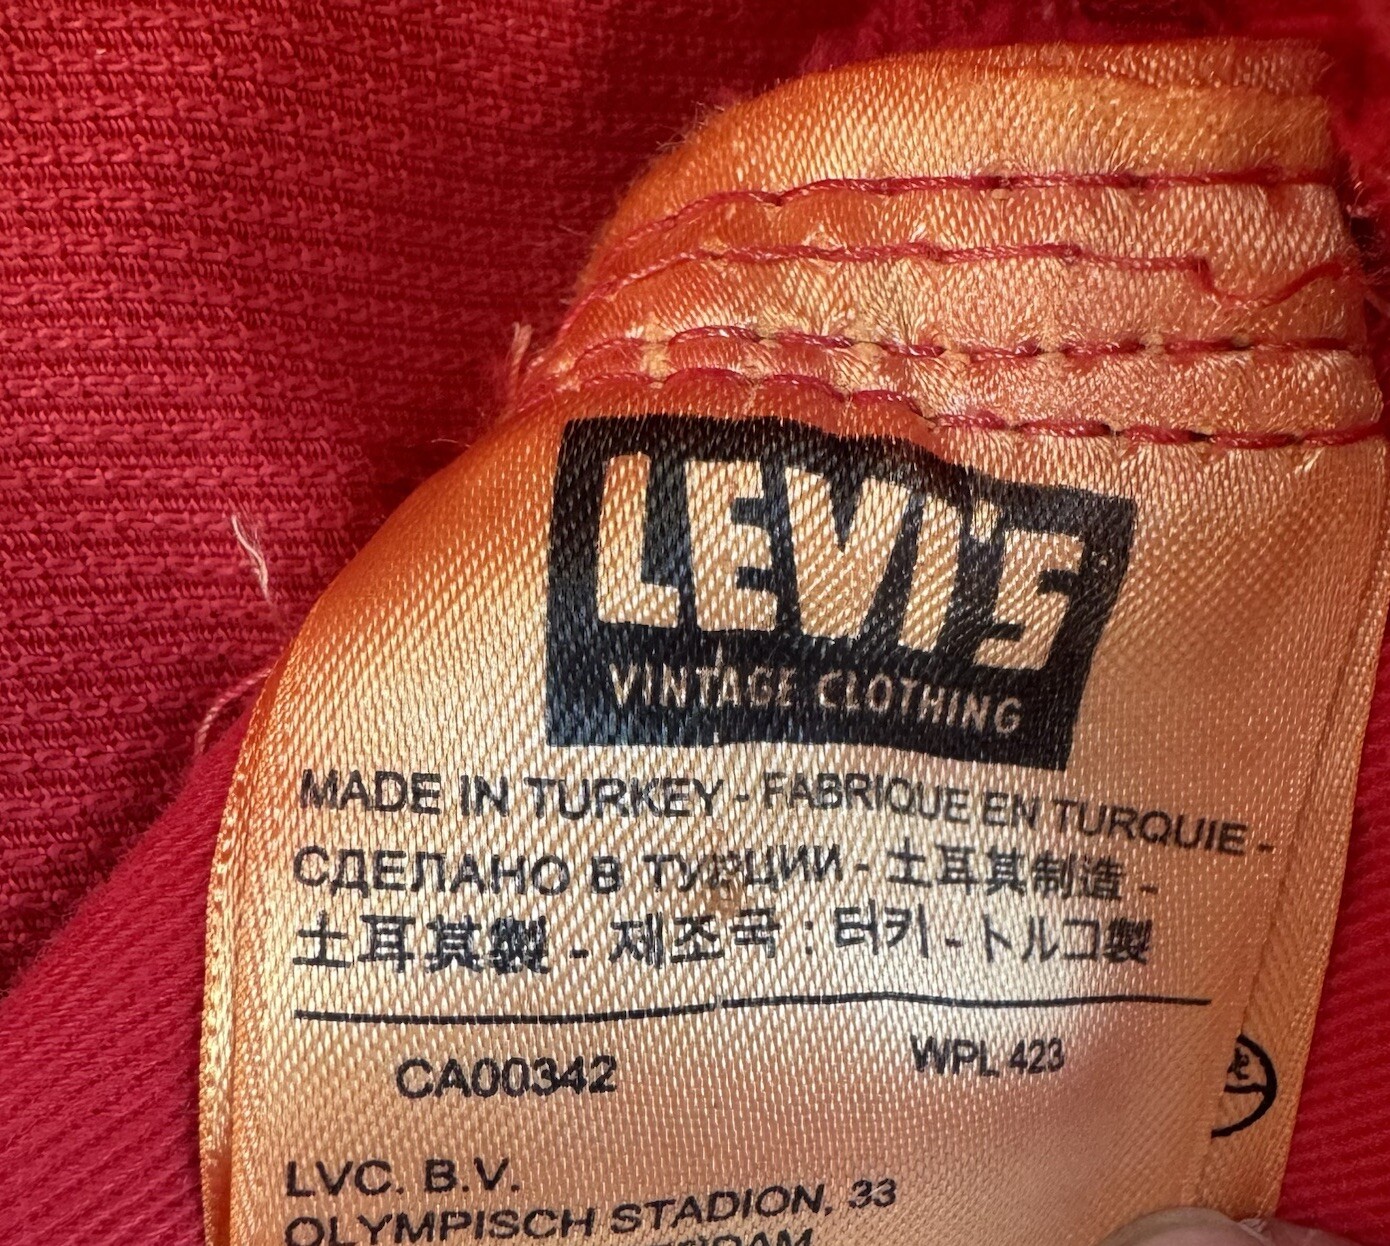 LEVI'S
VINTAGE CLOTHING
MADE IN TURKEY - FABRIQUE EN TURQUIE -
СДЕЛАНО В ТУРЦИИ - 土耳其制造 -
土耳其製 - 제조국 : 터키 - トルコ製
CA00342 WPL 423
LVC. B.V.
OLYMPISCH STADION, 33